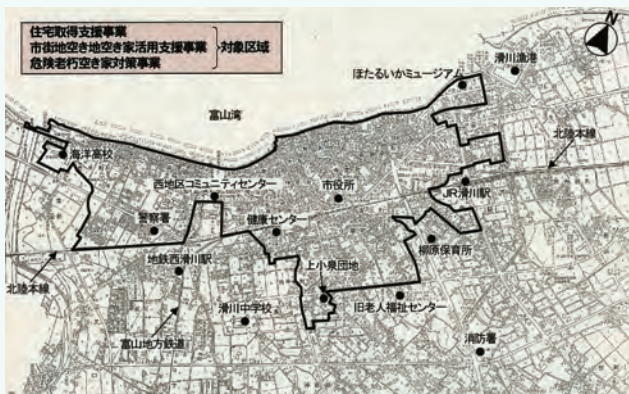 住宅取得支援事業
市街地空き地空き家活用支援事業 対象区域
危険老朽空き家対策事業
N
滑川漁港
ほたるいかミュージアム
富山湾
北陸本線
海洋高校
西地区コミュニティセンター
市役所
JR滑川駅
警察署
健康センター
柳原保育所
地鉄西滑川駅
上小泉団地
北陸本線
滑川中学校
旧老人福祉センター
富山地方鉄道
消防署